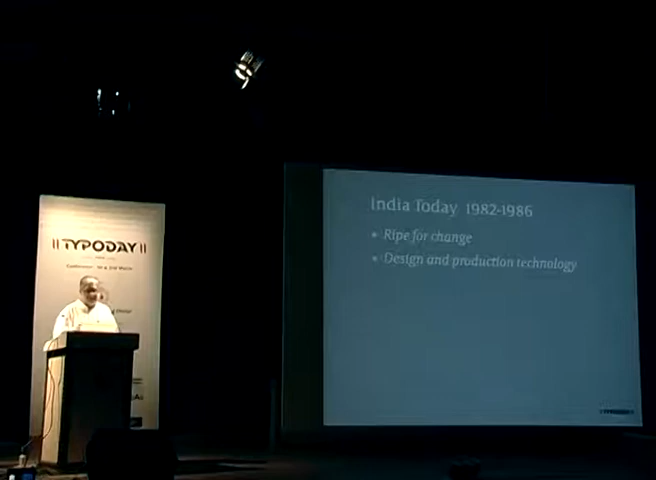 TYPODAY
India Today 1982-1986
• Ripe for change
• Design and production technology